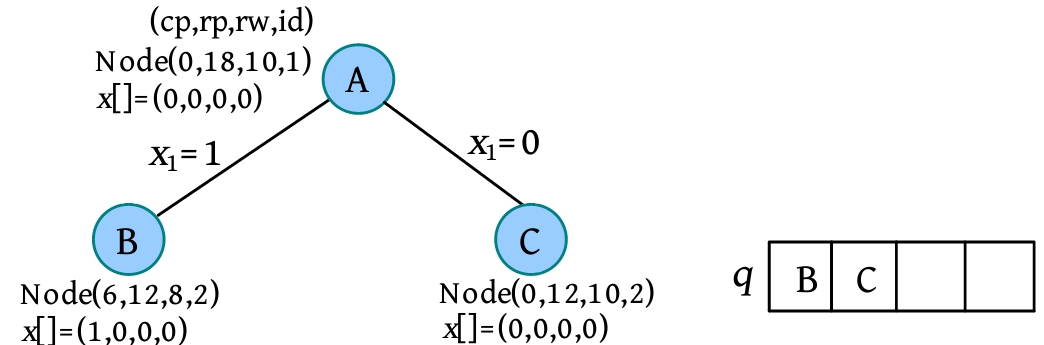 (cp,rp,rw,id)
Node(0,18,10,1)
x[]=(0,0,0,0)
A
x₁= 1
x₁= 0
B
C
Node(6,12,8,2)
x[]=(1,0,0,0)
Node(0,12,10,2)
x[]=(0,0,0,0)
q B C